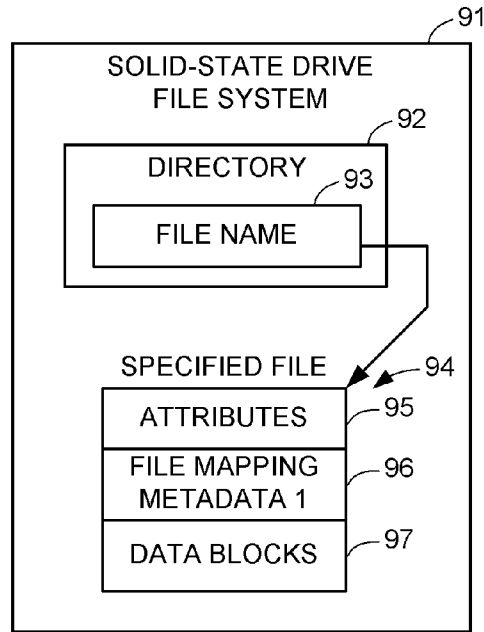 91
SOLID-STATE DRIVE
FILE SYSTEM
92
DIRECTORY
93
FILE NAME
SPECIFIED FILE
94
ATTRIBUTES
95
FILE MAPPING
METADATA 1
96
DATA BLOCKS
97